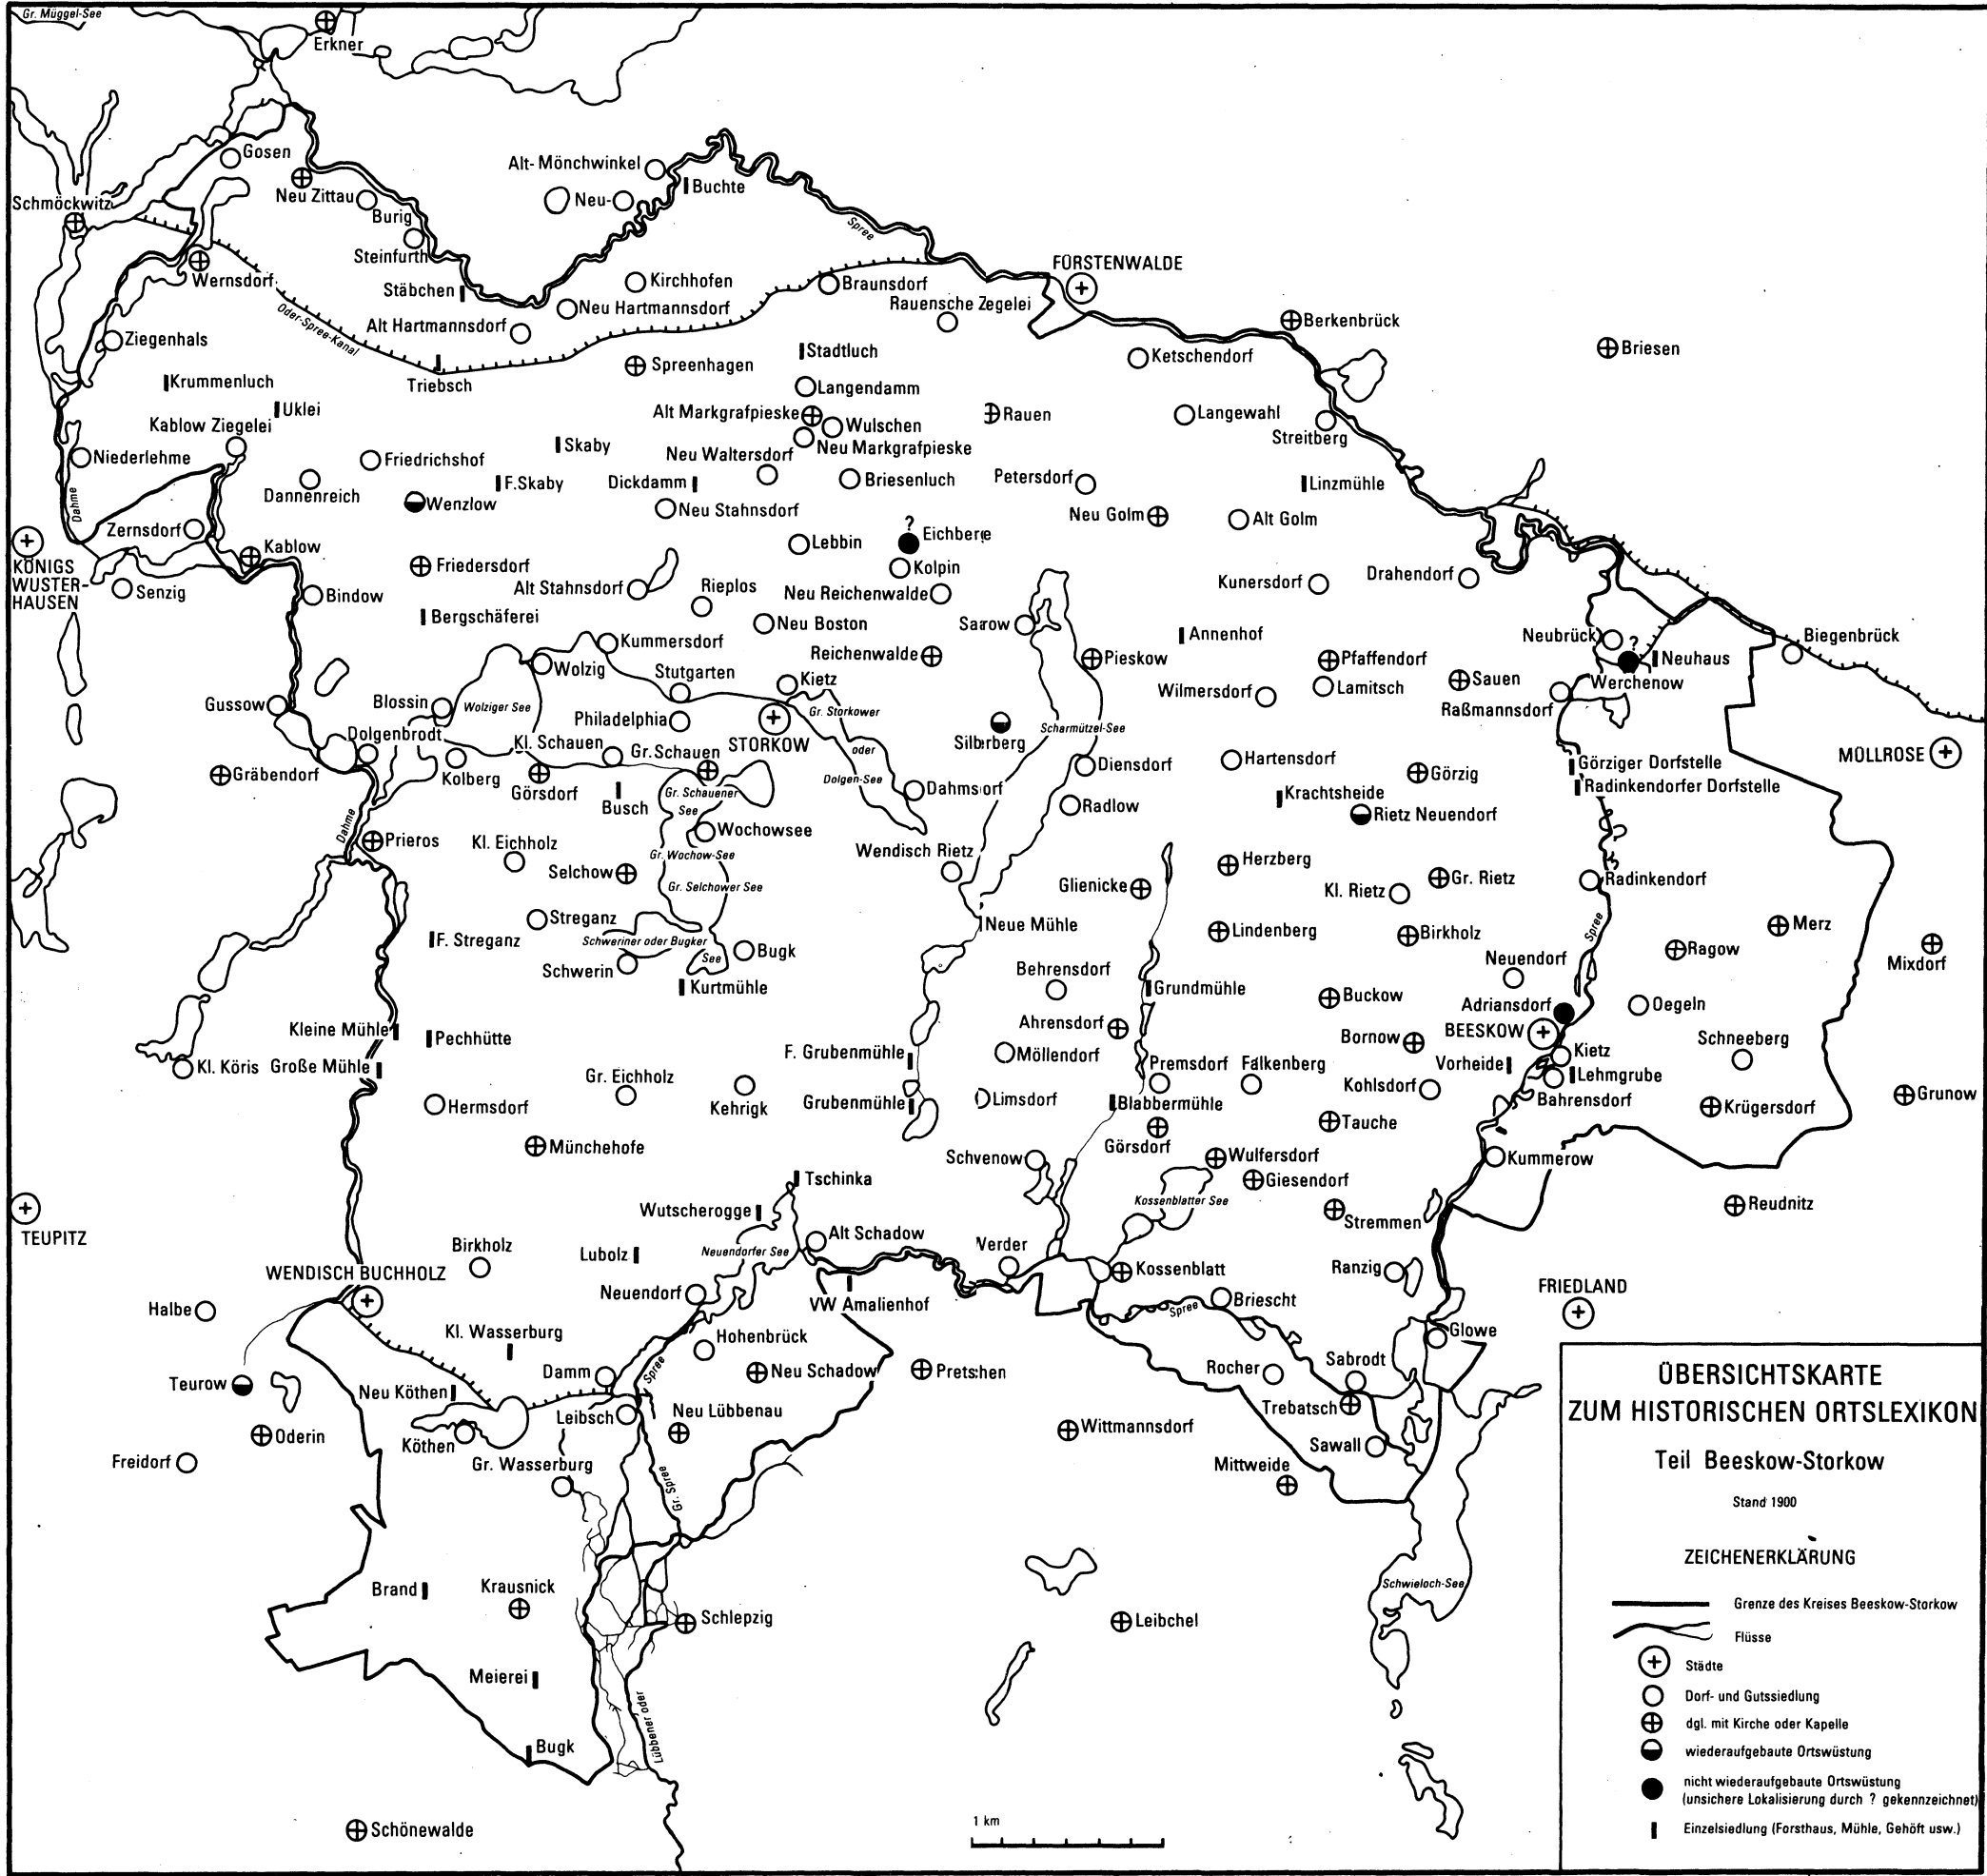 Gr. Müggel-See
Erkner
Gosen
Alt-Mönchwinkel
Neu-
Buchte
Schmöckwitz
Neu Zittau
Burig
Steinfurth
Spree
Wernsdorf
Stäbchen
Kirchhofen
Braunsdorf
FÜRSTENWALDE
Neu Hartmannsdorf
Rauensche Zegelei
Oder-Spree-Kanal
Alt Hartmannsdorf
Berkenbrück
Ziegenhals
Stadtluch
Ketschendorf
Briesen
Krummenluch
Triebsch
Spreenhagen
Langendamm
Uklei
Alt Markgrafpieske
Rauen
Langewahl
Kablow Ziegelei
Wulschen
Streitberg
Skaby
Neu Markgrafpieske
Niederlehme
Friedrichshof
Neu Waltersdorf
Dannenreich
F.Skaby
Dickdamm
Briesenluch
Petersdorf
Linzmühle
Dahme
Wenzlow
Neu Stahnsdorf
Neu Golm
Alt Golm
Zernsdorf
?
Eichberg
Kablow
Lebbin
KÖNIGS
WUSTER-
HAUSEN
Friedersdorf
Kolpin
Drahendorf
Senzig
Bindow
Alt Stahnsdorf
Rieplos
Neu Reichenwalde
Kunersdorf
Bergschäferei
Neu Boston
Sarow
Annenhof
Neubrück
?
Biegenbrück
Kummersdorf
Reichenwalde
Pieskow
Pfaffendorf
Neuhaus
Wolzig
Stutgarten
Kietz
Wilmersdorf
Lamitsch
Sauen
Werchenow
Gussow
Blossin
Wolziger See
Gr. Storkower
Raßmannsdorf
Philadelphia
Dolgenbrodt
Kl. Schauen
Gr. Schauen
STORKOW
oder
Silberberg
Scharmützel-See
MÜLLROSE
Gräbendorf
Kolberg
Görsdorf
Dolgen-See
Diensdorf
Hartensdorf
Görzig
Görziger Dorfstelle
Busch
Gr. Schauener
See
Dahmsdorf
Radlow
Krachtsheide
Radinkendorfer Dorfstelle
Rietz Neuendorf
Dahme
Prieros
Wochowsee
Kl. Eichholz
Gr. Wochow-See
Wendisch Rietz
Herzberg
Selchow
Gr. Selchower See
Glienicke
Kl. Rietz
Gr. Rietz
Radinkendorf
Streganz
Neue Mühle
Lindenberg
Birkholz
Spree
Merz
F. Streganz
Schweriner oder Bugker
See
Bugk
Ragow
Mixdorf
Schwerin
Behrensdorf
Neuendorf
Kurtmühle
Grundmühle
Buckow
Adriansdorf
Oegeln
Kleine Mühle
Pechhütte
Ahrensdorf
BEESKOW
Bornow
Schneeberg
F. Grubenmühle
Möllendorf
Kietz
Kl. Köris
Große Mühle
Premsdorf
Falkenberg
Vorheide
Lehmgrube
Gr. Eichholz
Kohlsdorf
Hermsdorf
Kehrigk
Grubenmühle
Limsdorf
Blabbermühle
Bahrensdorf
Krügersdorf
Grunow
Tauche
Münchehofe
Görsdorf
Schvenow
Wulfersdorf
Kummerow
Tschinka
Giesendorf
Kossenblatter See
Reudnitz
TEUPITZ
Wutscherogge
Stremmen
Birkholz
Lubolz
Neuendorfer See
Alt Schadow
Verder
WENDISCH BUCHHOLZ
Kossenblatt
Ranzig
FRIEDLAND
Halbe
Neuendorf
VW Amalienhof
Spree
Briescht
Kl. Wasserburg
Hohenbrück
Glowe
Teurow
Damm
Spree
Neu Schadow
Pretschen
Rocher
Sabrodt
Neu Köthen
Leibsch
Neu Lübbenau
Trebatsch
Oderin
Köthen
Wittmannsdorf
Freidorf
Gr. Wasserburg
Sawall
Gr. Spree
Mittweide
Brand
Krausnick
Schlepzig
Leibchel
Schwieloch-See
Meierei
Lübbener oder
Bugk
Schönewalde
1 km
ÜBERSICHTSKARTE
ZUM HISTORISCHEN ORTSLEXIKON
Teil Beeskow-Storkow
Stand 1900
ZEICHENERKLÄRUNG
Grenze des Kreises Beeskow-Storkow
Flüsse
Städte
Dorf- und Gutssiedlung
dgl. mit Kirche oder Kapelle
wiederaufgebaute Ortswüstung
nicht wiederaufgebaute Ortswüstung
(unsichere Lokalisierung durch ? gekennzeichnet)
Einzelsiedlung (Forsthaus, Mühle, Gehöft usw.)